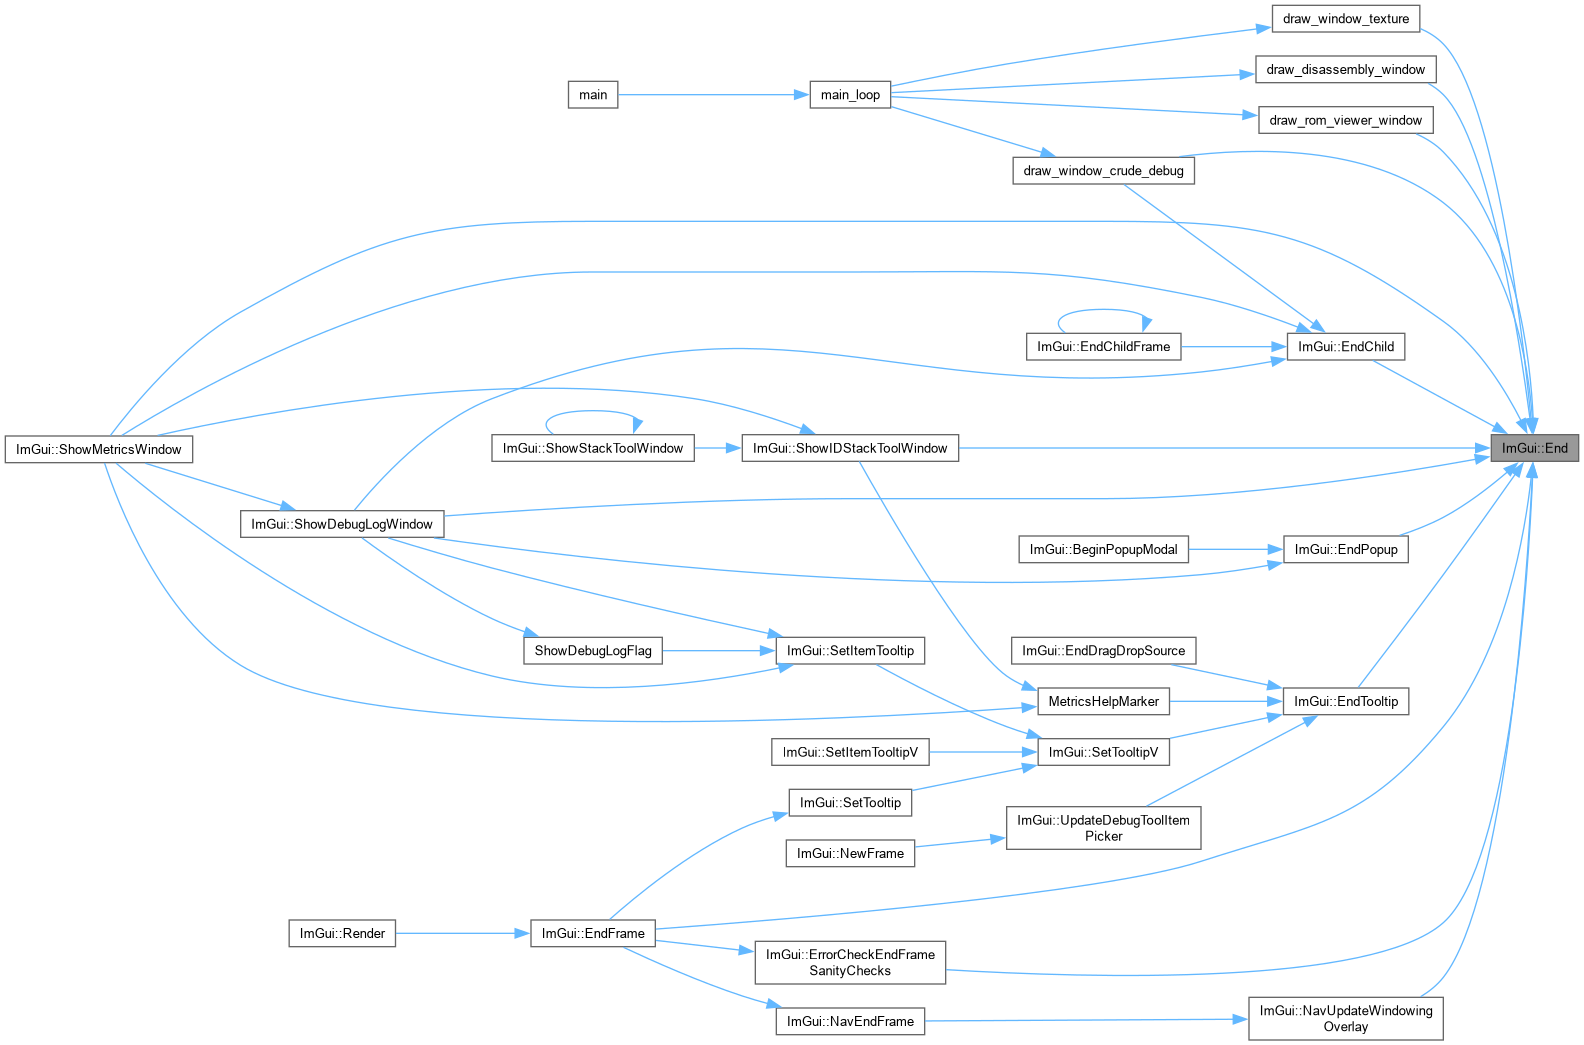 draw_window_texture
draw_disassembly_window
main
main_loop
draw_rom_viewer_window
draw_window_crude_debug
ImGui::EndChildFrame
ImGui::EndChild
ImGui::ShowMetricsWindow
ImGui::ShowStackToolWindow
ImGui::ShowIDStackToolWindow
ImGui::End
ImGui::ShowDebugLogWindow
ImGui::BeginPopupModal
ImGui::EndPopup
ShowDebugLogFlag
ImGui::SetItemTooltip
ImGui::EndDragDropSource
MetricsHelpMarker
ImGui::EndTooltip
ImGui::SetItemTooltipV
ImGui::SetTooltipV
ImGui::SetTooltip
ImGui::UpdateDebugToolItem
Picker
ImGui::NewFrame
ImGui::Render
ImGui::EndFrame
ImGui::ErrorCheckEndFrame
SanityChecks
ImGui::NavEndFrame
ImGui::NavUpdateWindowing
Overlay